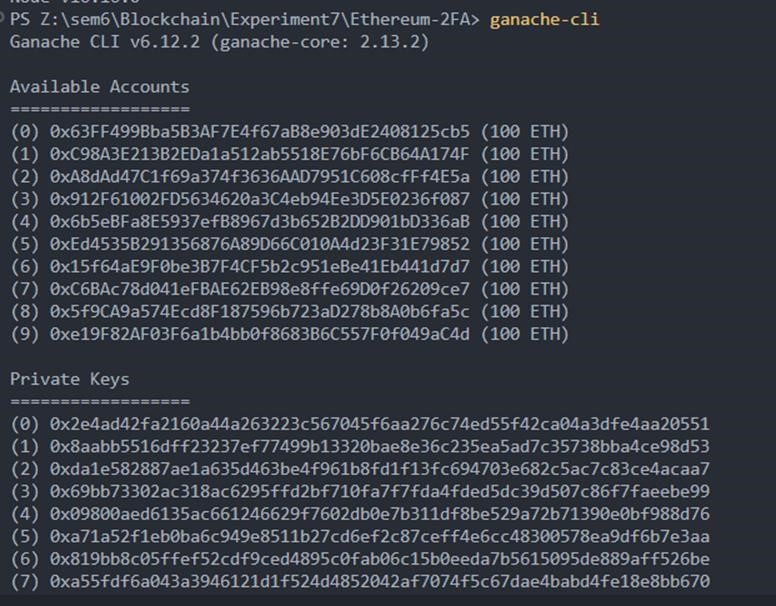 PS Z:\sem6\Blockchain\Experiment7\Ethereum-2FA> ganache-cli
Ganache CLI v6.12.2 (ganache-core: 2.13.2)
Available Accounts
==================
(0) 0x63FF499Bba5B3AF7E4f67aB8e903dE2408125cb5 (100 ETH)
(1) 0xC98A3E213B2EDa1a512ab5518E76bF6CB64A174F (100 ETH)
(2) 0xA8dAd47C1f69a374f3636AAD7951C608cfFf4E5a (100 ETH)
(3) 0x912F61002FD5634620a3C4eb94Ee3D5E0236f087 (100 ETH)
(4) 0x6b5eBFa8E5937efB8967d3b652B2DD901bD336aB (100 ETH)
(5) 0xEd4535B291356876A89D66C010A4d23F31E79852 (100 ETH)
(6) 0x15f64aE9F0be3B7F4CF5b2c951eBe41Eb441d7d7 (100 ETH)
(7) 0xC6BAc78d041eFBAE62EB98e8ffe69D0f26209ce7 (100 ETH)
(8) 0x5f9CA9a574Ecd8F187596b723aD278b8A0b6fa5c (100 ETH)
(9) 0xe19F82AF03F6a1b4bb0f8683B6C557F0f049aC4d (100 ETH)
Private Keys
==================
(0) 0x2e4ad42fa2160a44a263223c567045f6aa276c74ed55f42ca04a3dfe4aa20551
(1) 0x8aabb5516dff23237ef77499b13320bae8e36c235ea5ad7c35738bba4ce98d53
(2) 0xda1e582887ae1a635d463be4f961b8fd1f13fc694703e682c5ac7c83ce4acaa7
(3) 0x69bb73302ac318ac6295ffd2bf710fa7f7fda4fded5dc39d507c86f7faeebe99
(4) 0x09800aed6135ac661246629f7602db0e7b311df8be529a72b71390e0bf988d76
(5) 0xa71a52f1eb0ba6c949e8511b27cd6ef2c87ceff4e6cc48300578ea9df6b7e3aa
(6) 0x819bb8c05ffef52cdf9ced4895c0fab06c15b0eeda7b5615095de889aff526be
(7) 0xa55fdf6a043a3946121d1f524d4852042af7074f5c67dae4babd4fe18e8bb670